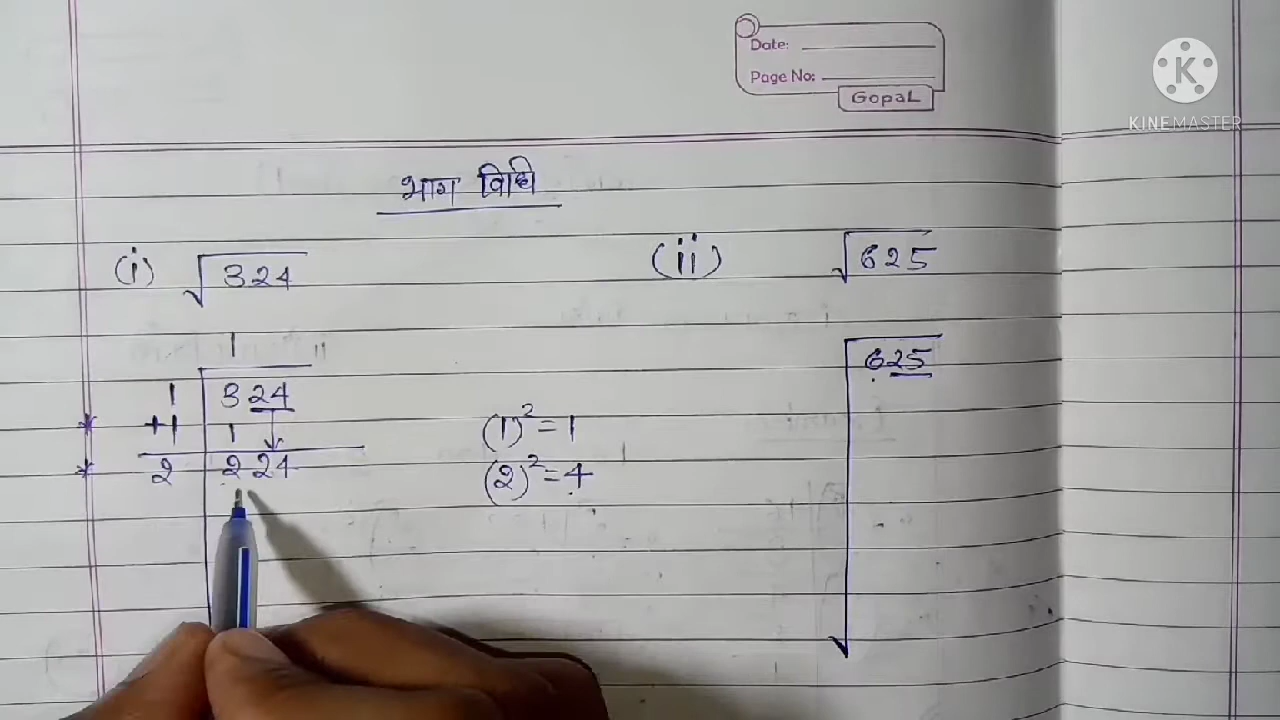 Date:
Page No:
GOPAL
KINEMASTER
भाग विधि
(i) √324
(ii) √625
1
1 324
+1 1
2 224
(1)² = 1
(2)² = 4
625